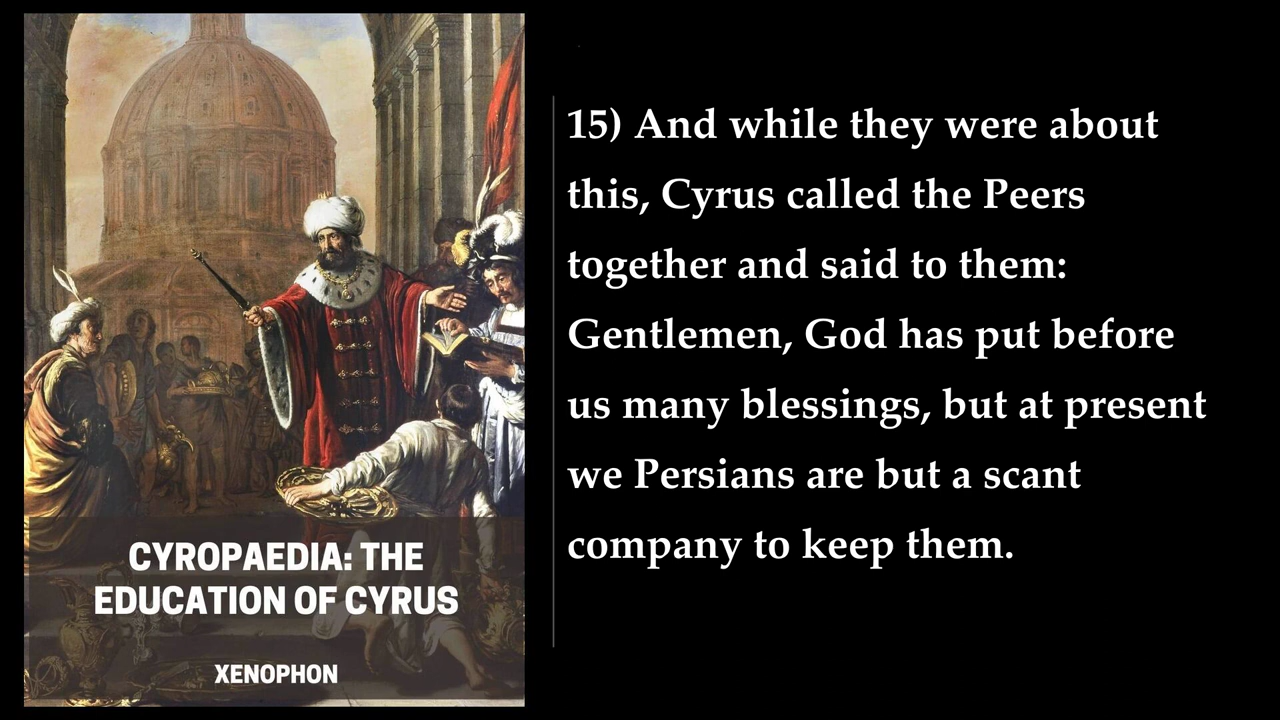 CYROPAEDIA: THE
EDUCATION OF CYRUS
XENOPHON
15) And while they were about
this, Cyrus called the Peers
together and said to them:
Gentlemen, God has put before
us many blessings, but at present
we Persians are but a scant
company to keep them.